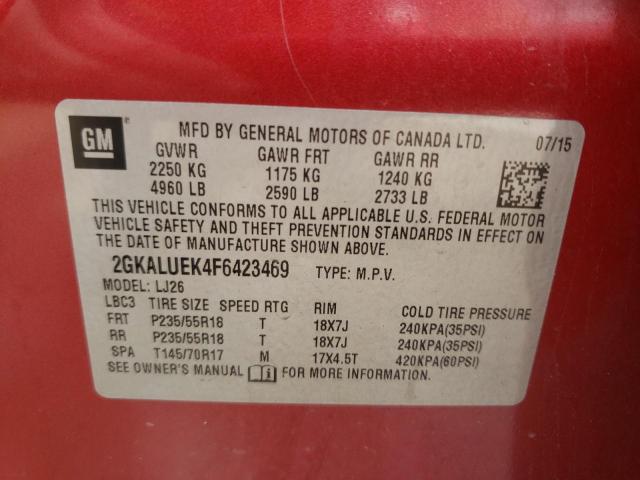 GM
MFD BY GENERAL MOTORS OF CANADA LTD. 07/15
GVWR GAWR FRT GAWR RR
2250 KG 1175 KG 1240 KG
4960 LB 2590 LB 2733 LB
THIS VEHICLE CONFORMS TO ALL APPLICABLE U.S. FEDERAL MOTOR
VEHICLE SAFETY AND THEFT PREVENTION STANDARDS IN EFFECT ON
THE DATE OF MANUFACTURE SHOWN ABOVE.
2GKALUEK4F6423469 TYPE: M.P.V.
MODEL: LJ26
LBC3 TIRE SIZE SPEED RTG RIM COLD TIRE PRESSURE
FRT P235/55R18 T 18X7J 240KPA(35PSI)
RR P235/55R18 T 18X7J 240KPA(35PSI)
SPA T145/70R17 M 17X4.5T 420KPA(60PSI)
SEE OWNER'S MANUAL FOR MORE INFORMATION.